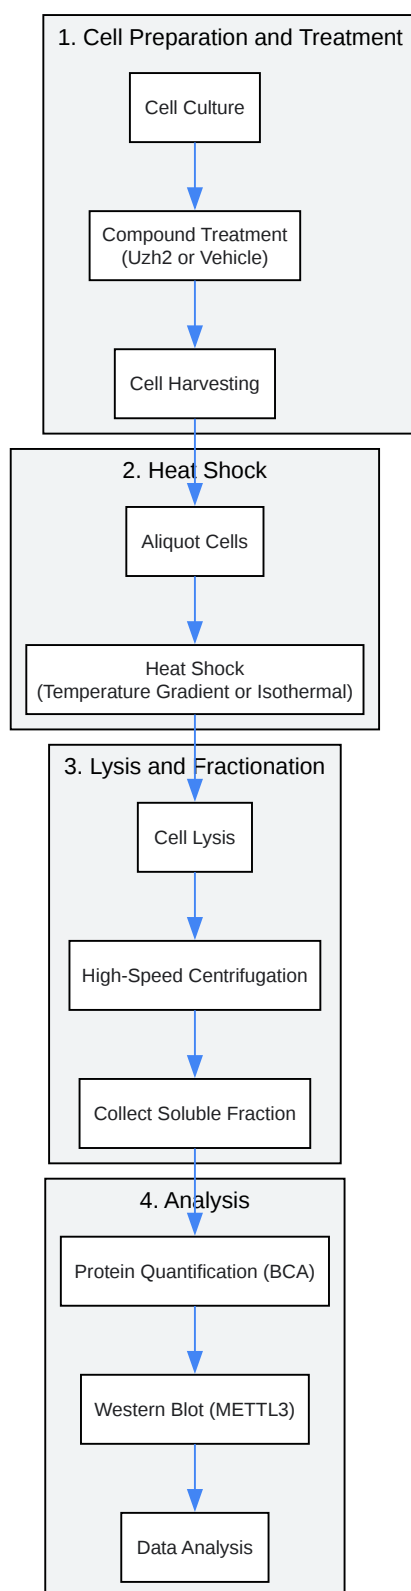 1. Cell Preparation and Treatment
Cell Culture
Compound Treatment
(Uzh2 or Vehicle)
Cell Harvesting
2. Heat Shock
Aliquot Cells
Heat Shock
(Temperature Gradient or Isothermal)
3. Lysis and Fractionation
Cell Lysis
High-Speed Centrifugation
Collect Soluble Fraction
4. Analysis
Protein Quantification (BCA)
Western Blot (METTL3)
Data Analysis